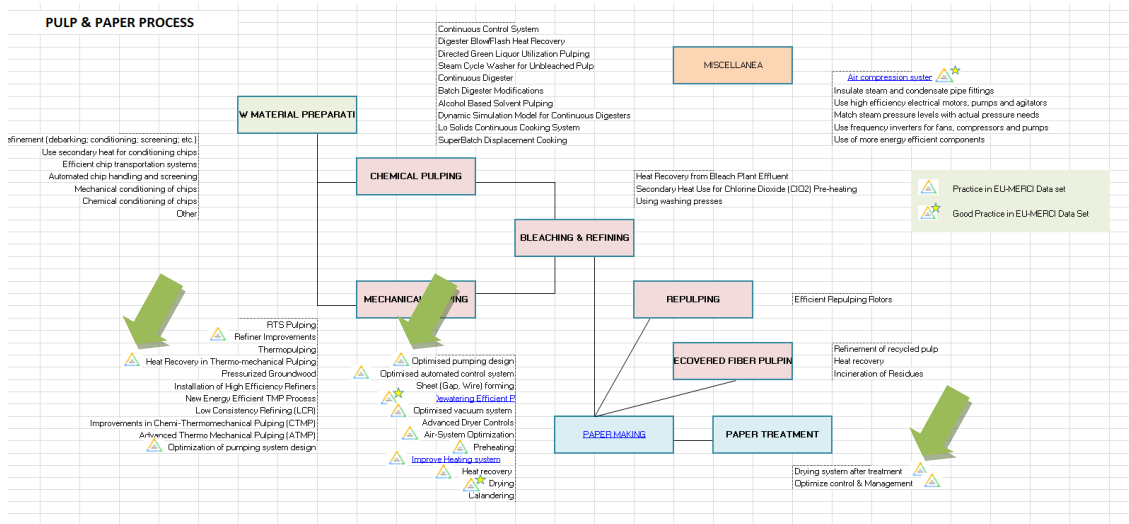 PULP & PAPER PROCESS
Continuous Control System
Digester Blow/Flash Heat Recovery
Directed Green Liquor Utilization Pulping
Steam Cycle Washer for Unbleached Pulp
Continuous Digester
Batch Digester Modifications
Alcohol Based Solvent Pulping
Dynamic Simulation Model for Continuous Digesters
Lo Solids Continuous Cooking System
SuperBatch Displacement Cooking
MISCELLANEA
Air compression syster
Insulate steam and condensate pipe fittings
Use high efficiency electrical motors, pumps and agitators
Match steam pressure levels with actual pressure needs
Use frequency inverters for fans, compressors and pumps
Use of more energy efficient components
W MATERIAL PREPARATI
efinement (debarking; conditioning; screening; etc.)
Use secondary heat for conditioning chips
Efficient chip transportation systems
Automated chip handling and screening
Mechanical conditioning of chips
Chemical conditioning of chips
Other
CHEMICAL PULPING
Heat Recovery from Bleach Plant Effluent
Secondary Heat Use for Chlorine Dioxide (ClO2) Pre-heating
Using washing presses
Practice in EU-MERCI Data set
Good Practice in EU-MERCI Data Set
BLEACHING & REFINING
MECHANICAL PING
REPULPING
Efficient Repulping Rotors
RTS Pulping
Refiner Improvements
Thermopulping
Heat Recovery in Thermo-mechanical Pulping
Pressurized Groundwood
Installation of High Efficiency Refiners
New Energy Efficient TMP Process
Low Consistency Refining (LCR)
Improvements in Chemi-Thermomechanical Pulping (CTMP)
Advanced Thermo Mechanical Pulping (ATMP)
Optimization of pumping system design
Optimised pumping design
Optimised automated control system
Sheet (Gap, Wire) forming
Dewatering Efficient P
Optimised vacuum system
Advanced Dryer Controls
Air-System Optimization
Preheating
Improve Heating system
Heat recovery
Drying
Calandering
ECOVERED FIBER PULPIN
Refinement of recycled pulp
Heat recovery
Incineration of Residues
PAPER MAKING
PAPER TREATMENT
Drying system after treatment
Optimize control & Management